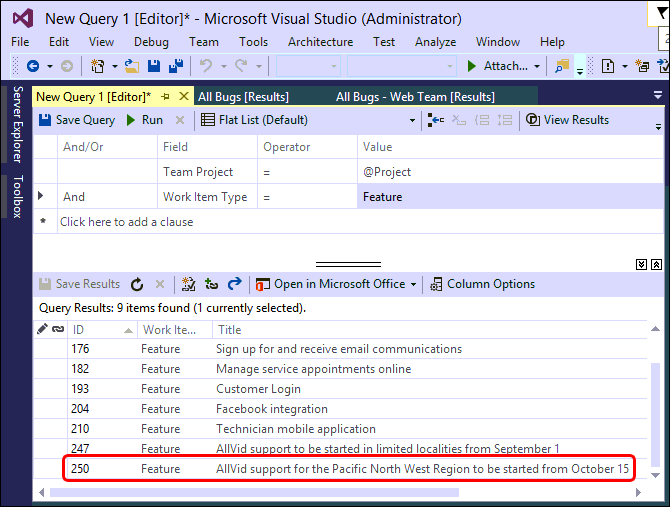 New Query 1 [Editor]* - Microsoft Visual Studio (Administrator)
File Edit View Debug Team Tools Architecture Test Analyze Window Help
Attach...
Server Explorer
Toolbox
New Query 1 [Editor]* All Bugs [Results] All Bugs - Web Team [Results]
Save Query Run Flat List (Default) View Results
And/Or Field Operator Value
Team Project = @Project
And Work Item Type = Feature
* Click here to add a clause
Save Results Open in Microsoft Office Column Options
Query Results: 9 items found (1 currently selected).
ID Work Ite... Title
176 Feature Sign up for and receive email communications
182 Feature Manage service appointments online
193 Feature Customer Login
204 Feature Facebook integration
210 Feature Technician mobile application
247 Feature AllVid support to be started in limited localities from September 1
250 Feature AllVid support for the Pacific North West Region to be started from October 15